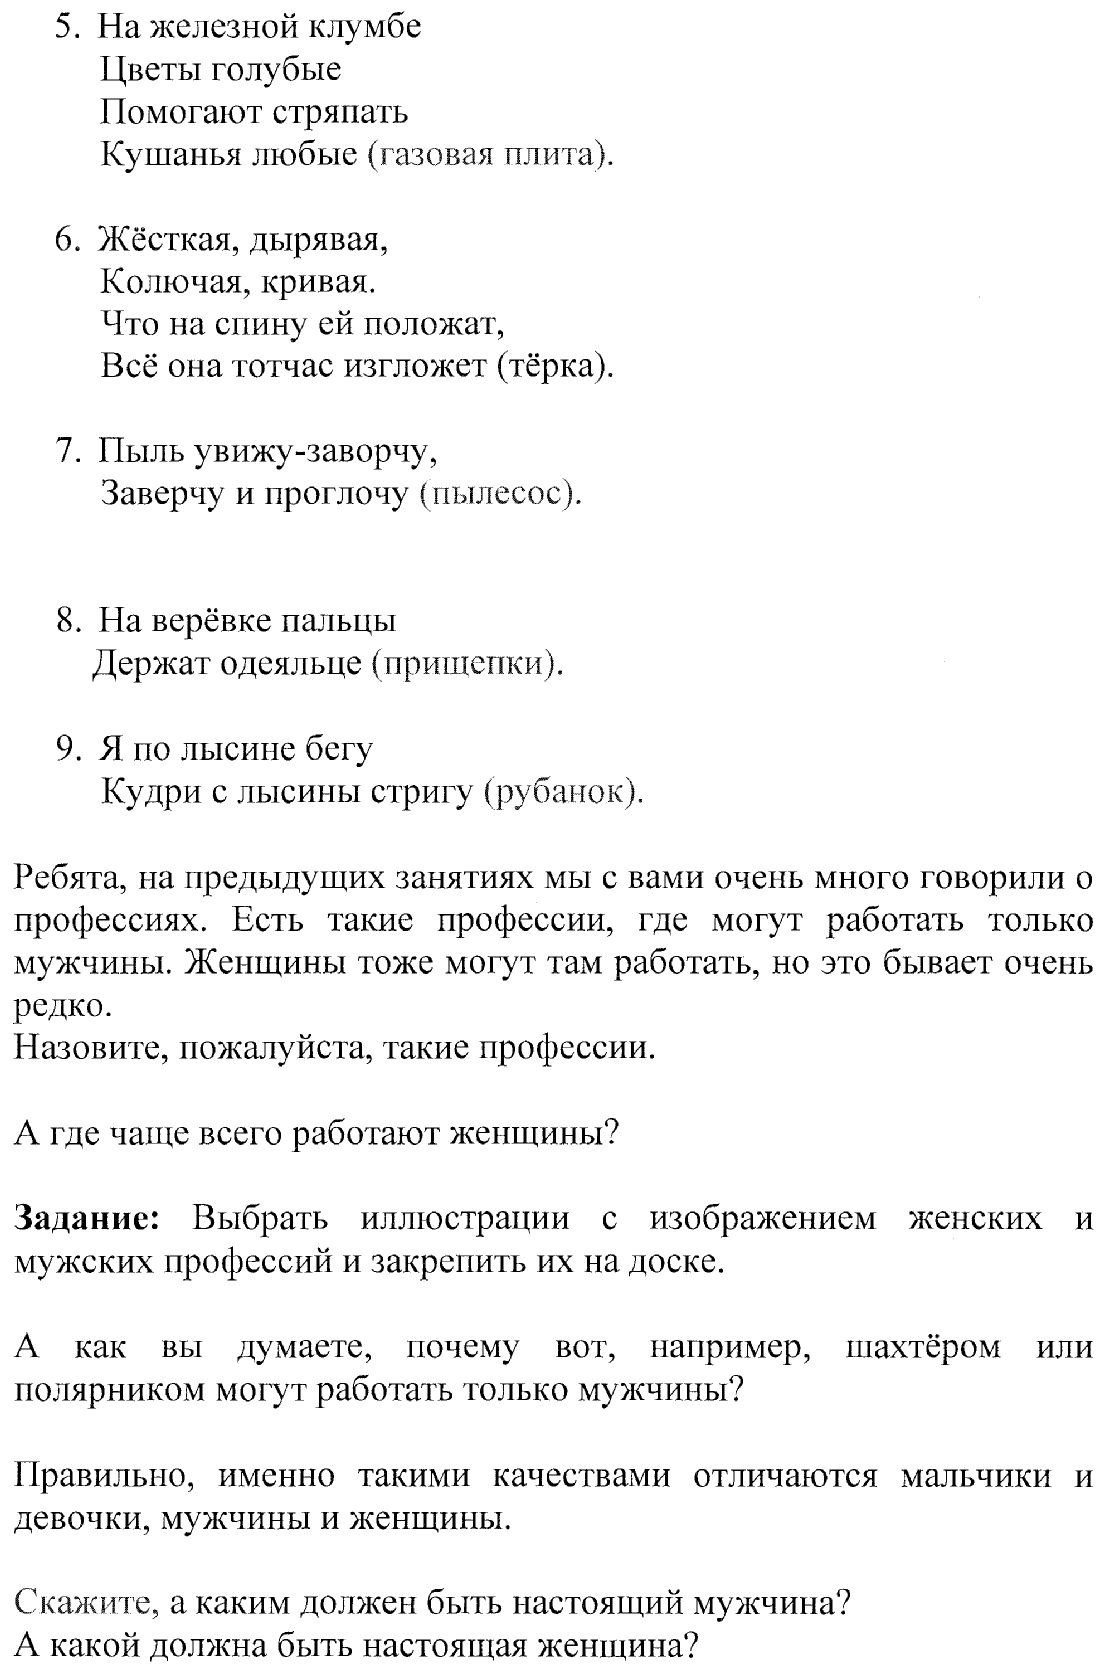 5. На железной клумбе
Цветы голубые
Помогают стряпать
Кушанья любые (газовая плита).
6. Жёсткая, дырявая,
Колючая, кривая.
Что на спину ей положат,
Всё она тотчас изгложет (тёрка).
7. Пыль увижу-заворчу,
Заверчу и проглочу (пылесос).
8. На верёвке пальцы
Держат одеяльце (прищепки).
9. Я по лысине бегу
Кудри с лысины стригу (рубанок).
Ребята, на предыдущих занятиях мы с вами очень много говорили о
профессиях. Есть такие профессии, где могут работать только
мужчины. Женщины тоже могут там работать, но это бывает очень
редко.
Назовите, пожалуйста, такие профессии.
А где чаще всего работают женщины?
Задание: Выбрать иллюстрации с изображением женских и
мужских профессий и закрепить их на доске.
А как вы думаете, почему вот, например, шахтёром или
полярником могут работать только мужчины?
Правильно, именно такими качествами отличаются мальчики и
девочки, мужчины и женщины.
Скажите, а каким должен быть настоящий мужчина?
А какой должна быть настоящая женщина?